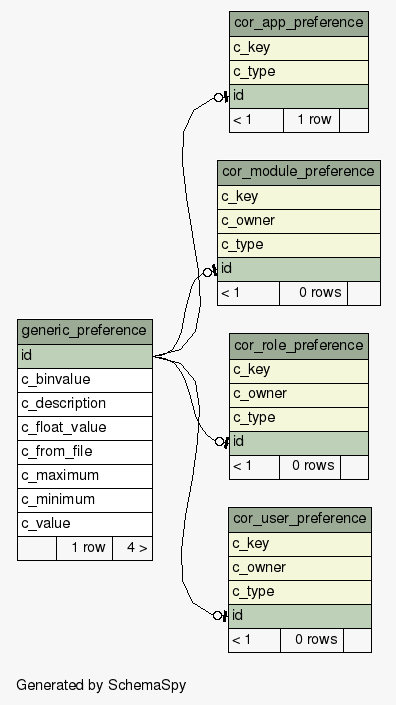 cor_app_preference
c_key
c_type
id
< 1 1 row
cor_module_preference
c_key
c_owner
c_type
id
< 1 0 rows
generic_preference
id
c_binvalue
c_description
c_float_value
c_from_file
c_maximum
c_minimum
c_value
1 row 4 >
cor_role_preference
c_key
c_owner
c_type
id
< 1 0 rows
cor_user_preference
c_key
c_owner
c_type
id
< 1 0 rows
Generated by SchemaSpy